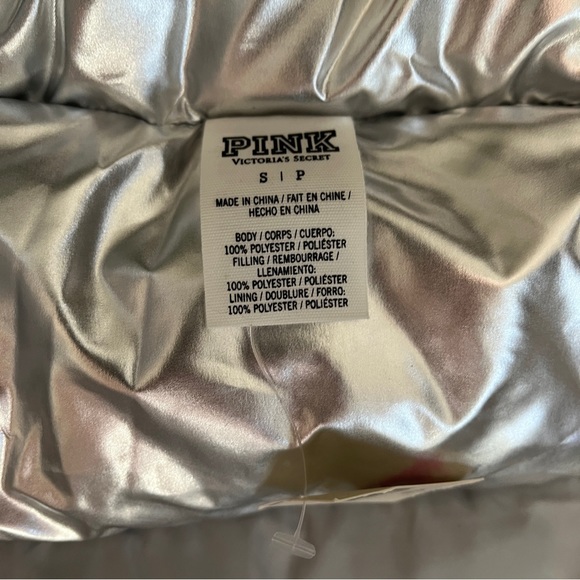 PINK
VICTORIA'S SECRET
S | P
MADE IN CHINA / FAIT EN CHINE /
HECHO EN CHINA
BODY / CORPS / CUERPO:
100% POLYESTER / POLIÉSTER
FILLING / REMBOURRAGE /
LLENAMIENTO:
100% POLYESTER / POLIÉSTER
LINING / DOUBLURE / FORRO:
100% POLYESTER / POLIÉSTER